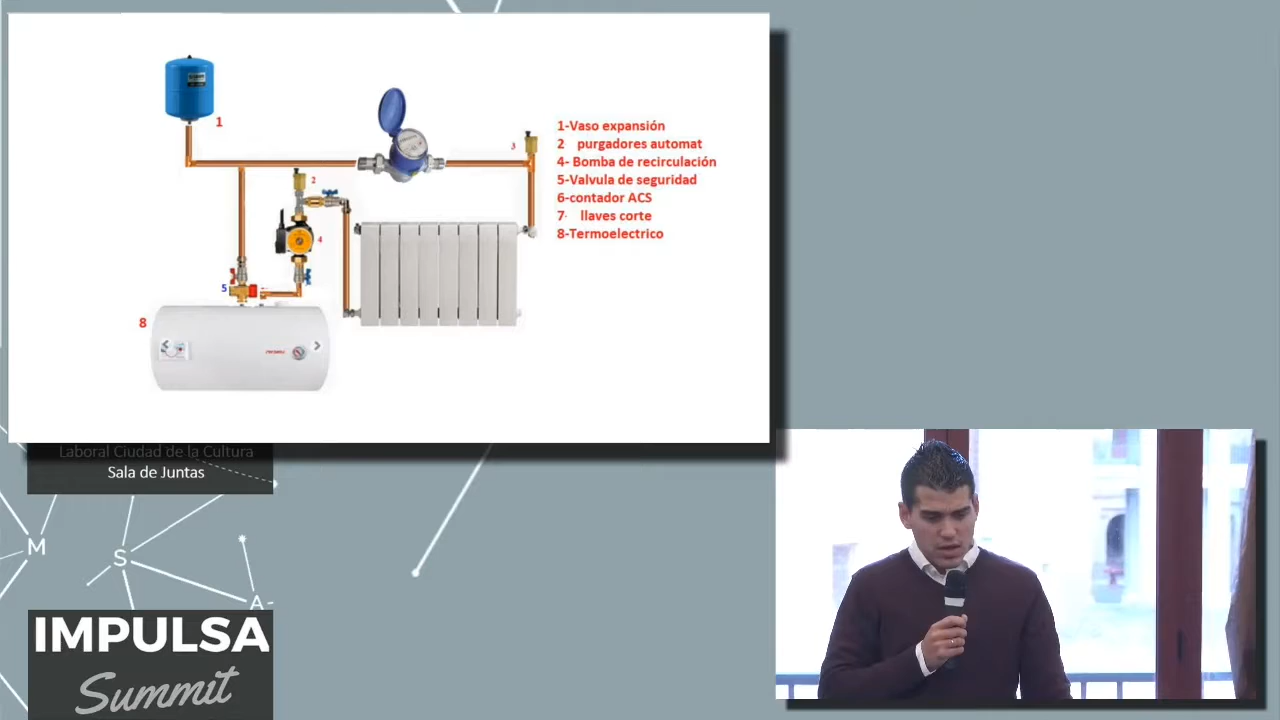 1
3
2
4
5
8
1-Vaso expansión
2 purgadores automat
4- Bomba de recirculación
5-Valvula de seguridad
6-contador ACS
7- llaves corte
8-Termoelectrico
Laboral Ciudad de la Cultura
Sala de Juntas
M
S
A
IMPULSA
Summit